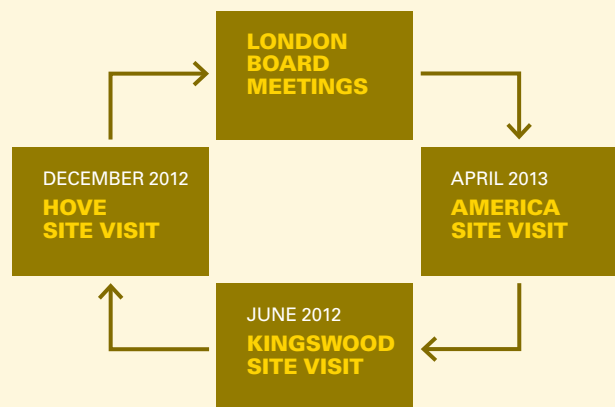 LONDON
BOARD
MEETINGS
DECEMBER 2012
HOVE
SITE VISIT
APRIL 2013
AMERICA
SITE VISIT
JUNE 2012
KINGSWOOD
SITE VISIT